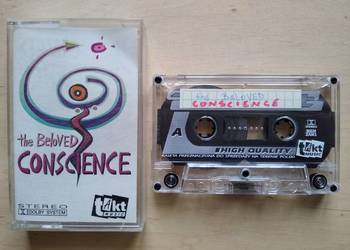 the BELOVED
CONSCIENCE
STEREO
DOLBY SYSTEM
takt
MUSIC
the BELOVED
CONSCIENCE
A
HIGH QUALITY
KASETA PRZEZNACZONA DO SPRZEDAŻY NA TERENIE POLSKI
takt